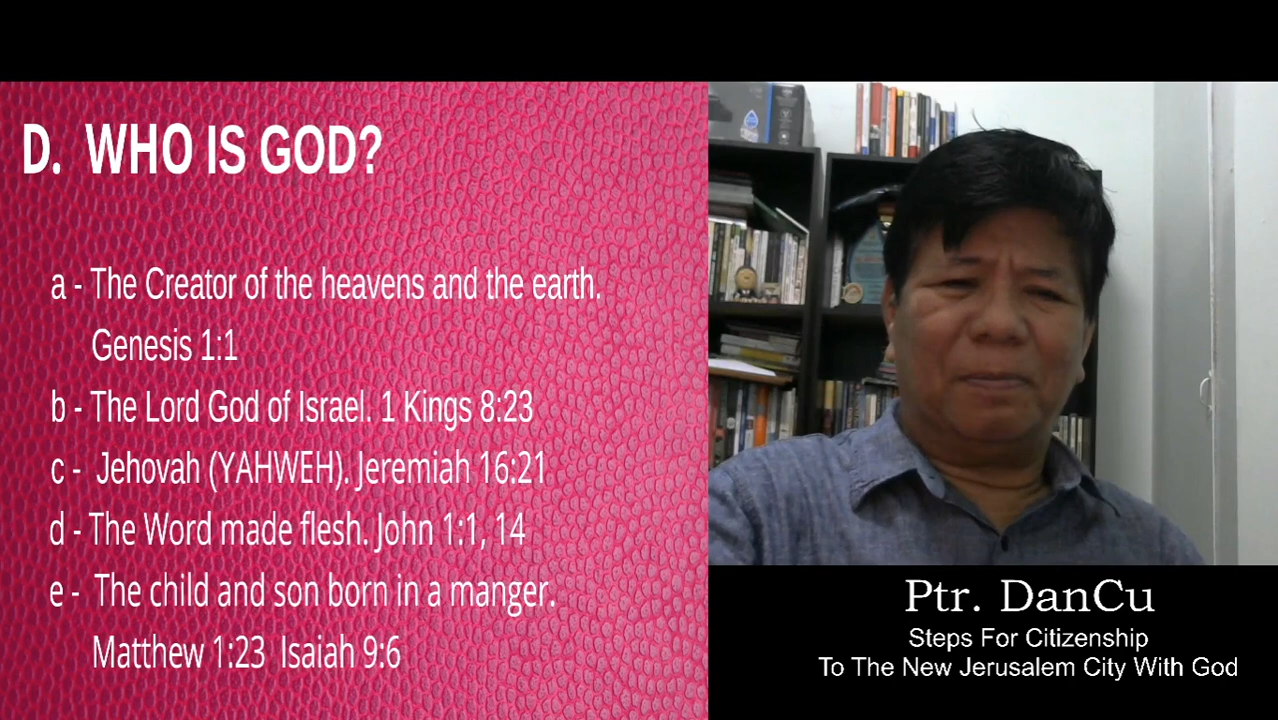 D. WHO IS GOD?
a - The Creator of the heavens and the earth.
Genesis 1:1
b - The Lord God of Israel. 1 Kings 8:23
c - Jehovah (YAHWEH). Jeremiah 16:21
d - The Word made flesh. John 1:1, 14
e - The child and son born in a manger.
Matthew 1:23 Isaiah 9:6
Ptr. DanCu
Steps For Citizenship
To The New Jerusalem City With God